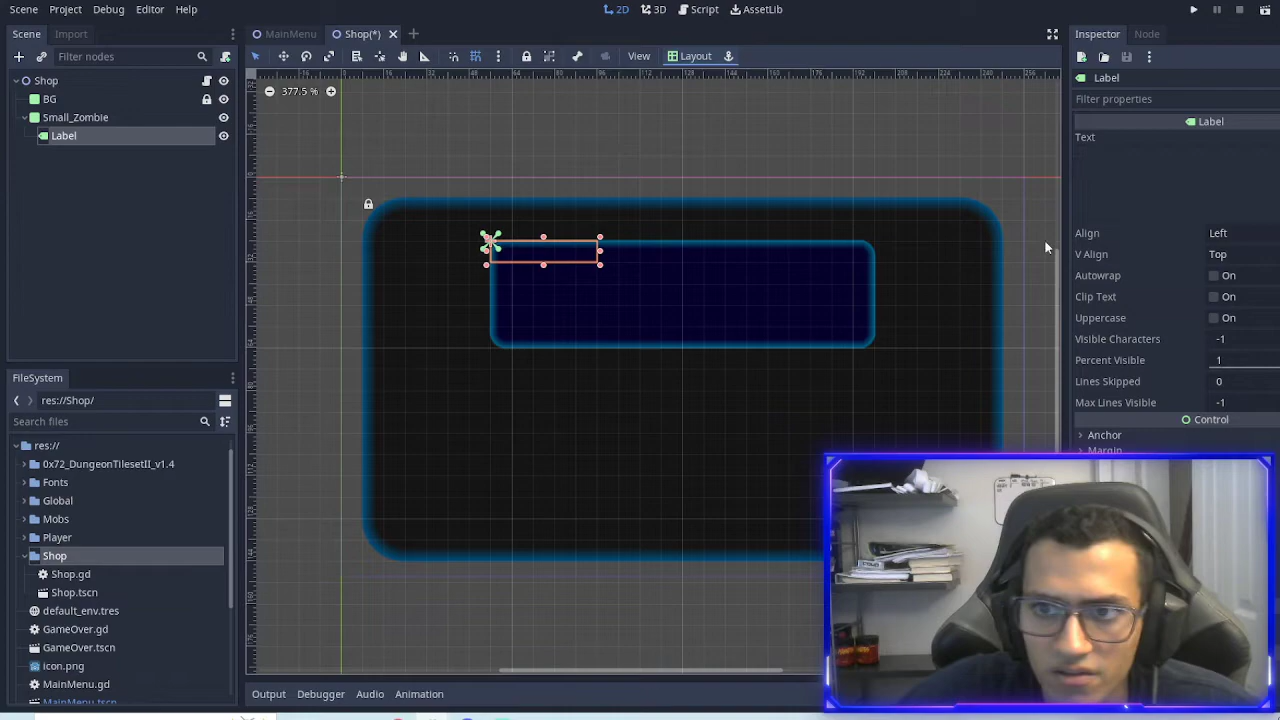 Scene Project Debug Editor Help
2D 3D Script AssetLib
Scene Import
MainMenu Shop(*)
Inspector Node
Filter nodes
View Layout
Shop
BG
Small_Zombie
Label
377.5 %
Label
Filter properties
Label
Text
Align Left
V Align Top
Autowrap On
Clip Text On
Uppercase On
Visible Characters -1
Percent Visible 1
Lines Skipped 0
Max Lines Visible -1
Control
Anchor
Margin
FileSystem
res://Shop/
Search files
res://
0x72_DungeonTilesetII_v1.4
Fonts
Global
Mobs
Player
Shop
Shop.gd
Shop.tscn
default_env.tres
GameOver.gd
GameOver.tscn
icon.png
MainMenu.gd
MainMenu.tscn
Output Debugger Audio Animation